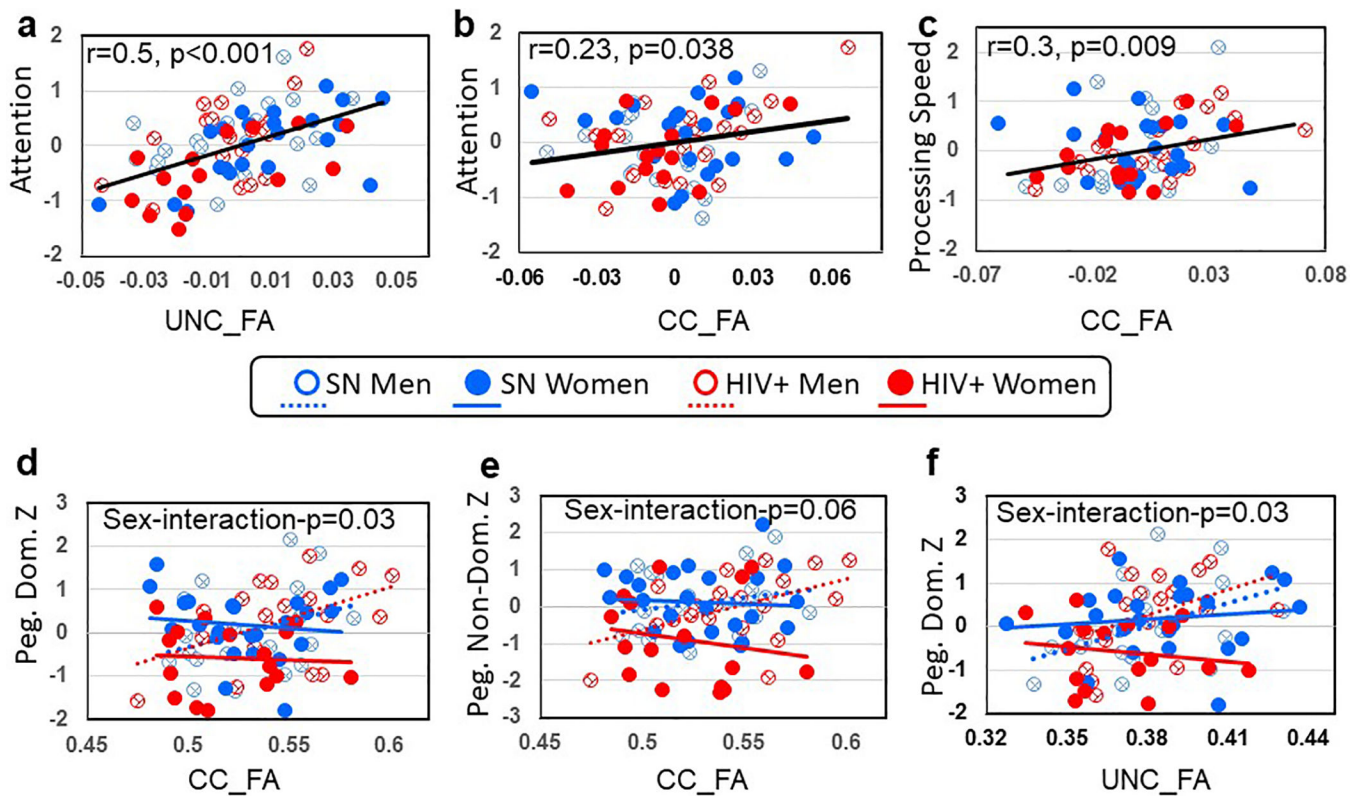 a
r=0.5, p<0.001
Attention
2
1
0
-1
-2
-0.05 -0.03 -0.01 0.01 0.03 0.05
UNC_FA
b
r=0.23, p=0.038
Attention
2
1
0
-1
-2
-0.06 -0.03 0 0.03 0.06
CC_FA
c
r=0.3, p=0.009
Processing Speed
2
1
0
-1
-2
-0.07 -0.02 0.03 0.08
CC_FA
SN Men SN Women HIV+ Men HIV+ Women
d
Sex-interaction-p=0.03
Peg. Dom. Z
3
2
1
0
-1
-2
0.45 0.5 0.55 0.6
CC_FA
e
Sex-interaction-p=0.06
Peg. Non-Dom. Z
3
2
1
0
-1
-2
-3
0.45 0.5 0.55 0.6
CC_FA
f
Sex-interaction-p=0.03
Peg. Dom. Z
3
2
1
0
-1
-2
0.32 0.35 0.38 0.41 0.44
UNC_FA